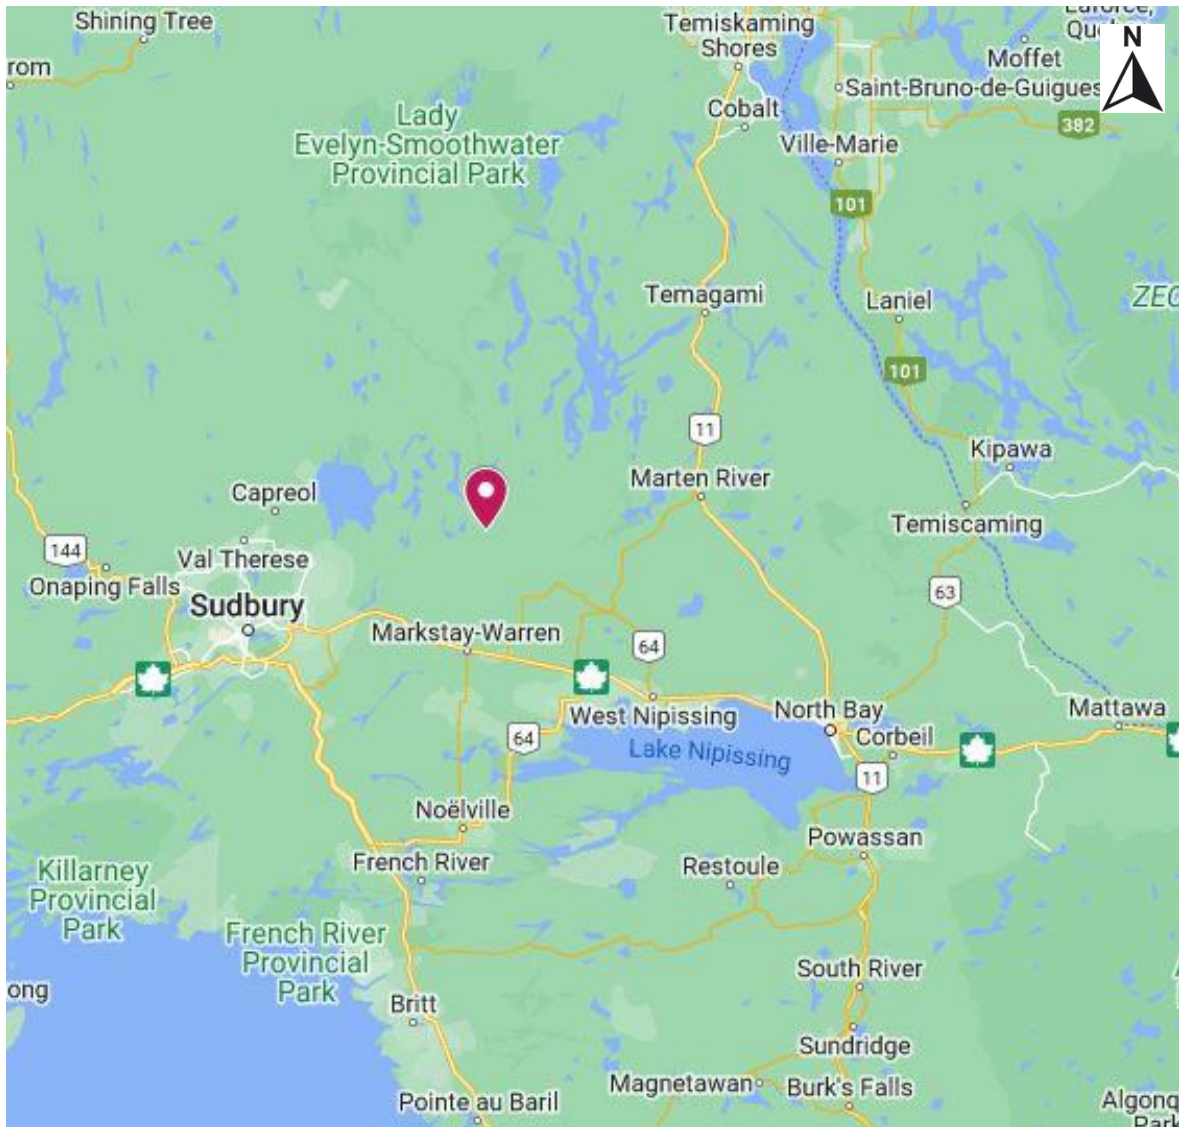 Shining Tree
Temiskaming
Shores
Laforce,
Moffet
N
rom
Saint-Bruno-de-Guigues
Cobalt
Lady
Evelyn-Smoothwater
Provincial Park
382
Ville-Marie
101
Temagami
Laniel
ZEC
101
11
Kipawa
Marten River
Capreol
Temiscaming
144
Val Therese
Onaping Falls
63
Sudbury
Markstay-Warren
64
Mattawa
West Nipissing
North Bay
Corbeil
64
Lake Nipissing
11
Noëlville
Powassan
French River
Restoule
Killarney
Provincial
Park
French River
Provincial
Park
South River
ong
Britt
Sundridge
Magnetawan
Burk's Falls
Pointe au Baril
Algonq
Park